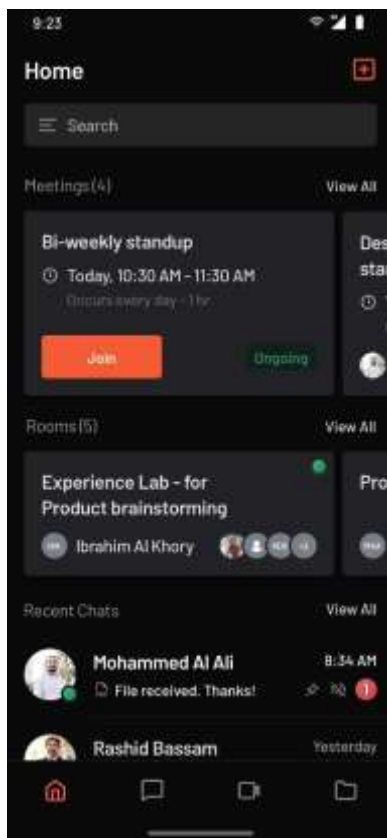 9:23
Home
Search
Meetings (4)
View All
Bi-weekly standup
Today, 10:30 AM - 11:30 AM
Occurs every day - 1 hr
Join
Ongoing
Des
sta
Rooms (5)
View All
Experience Lab - for
Product brainstorming
Ibrahim Al Khory
Pro
Recent Chats
View All
Mohammed Al Ali
8:34 AM
File received. Thanks!
1
Rashid Bassam
Yesterday